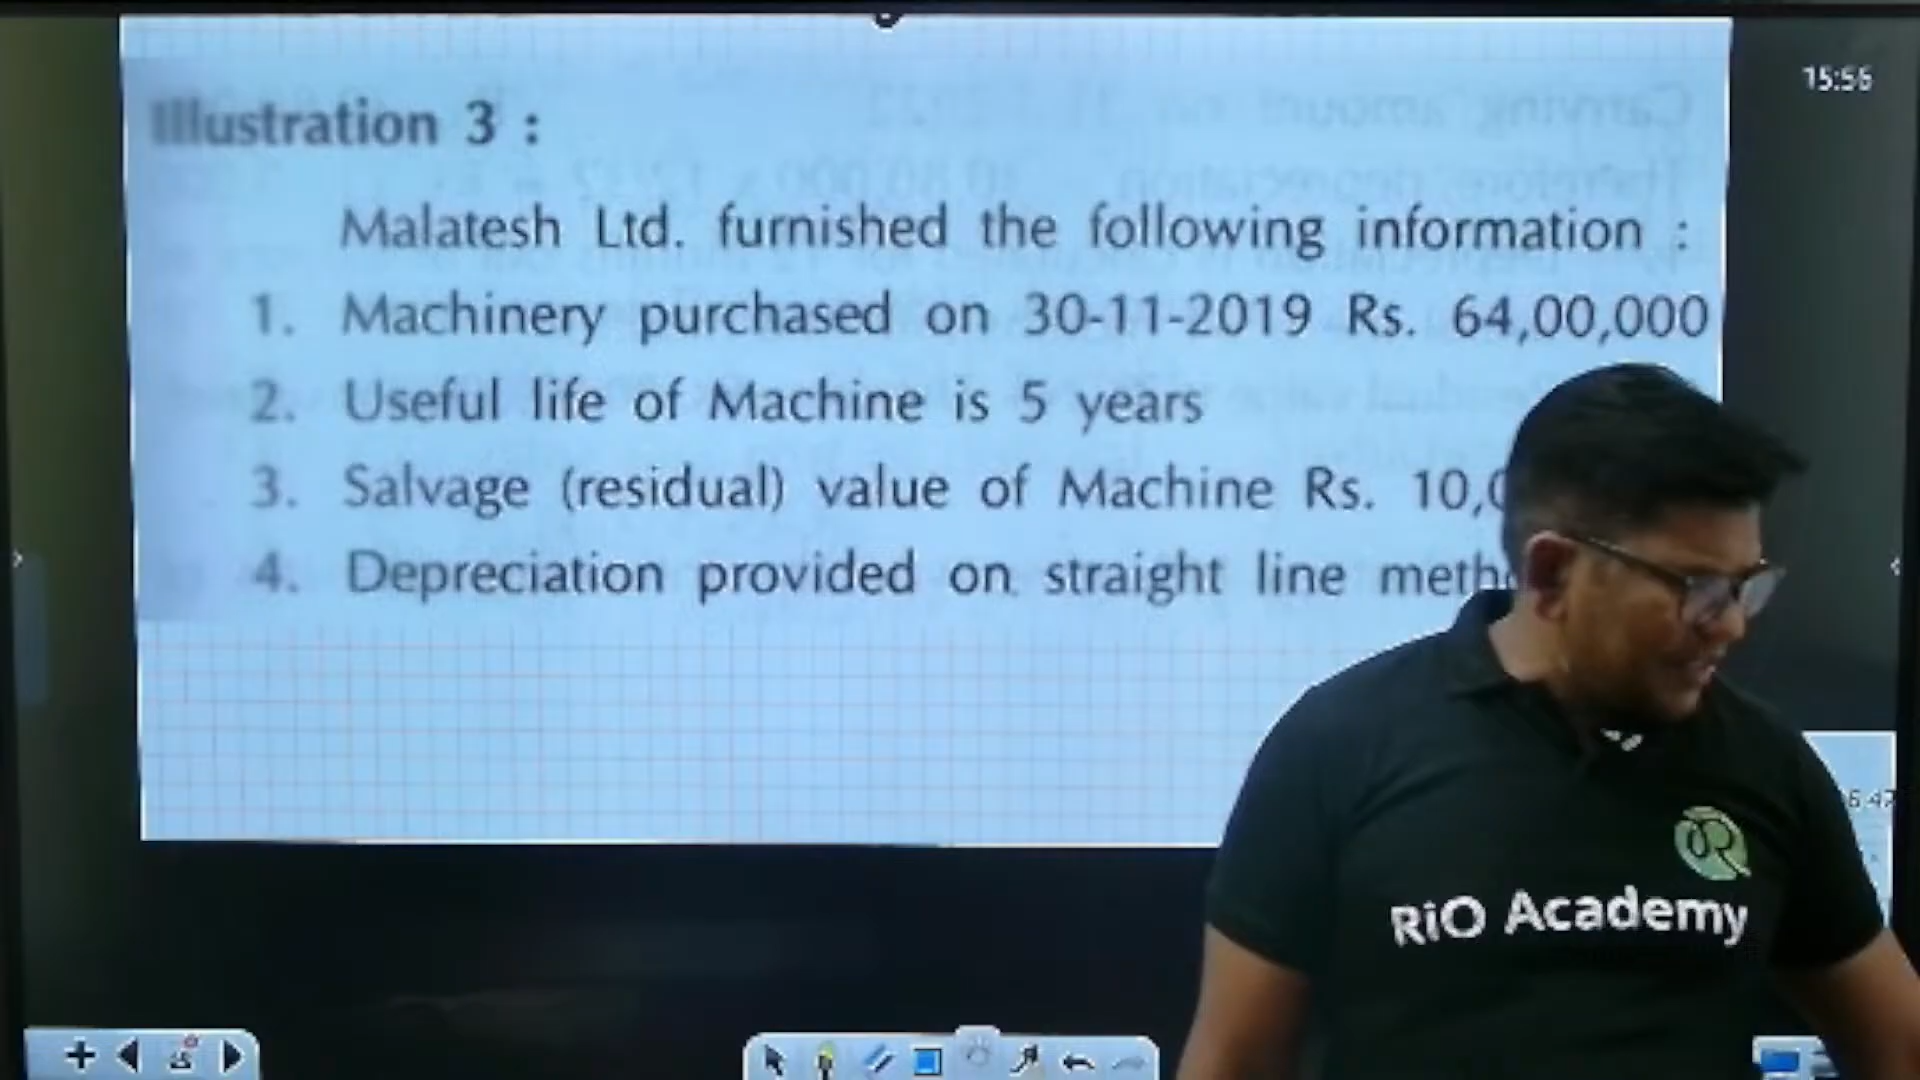 15:56
Illustration 3 :
Malatesh Ltd. furnished the following information :
1. Machinery purchased on 30-11-2019 Rs. 64,00,000
2. Useful life of Machine is 5 years
3. Salvage (residual) value of Machine Rs. 10,0
4. Depreciation provided on straight line meth
RiO Academy